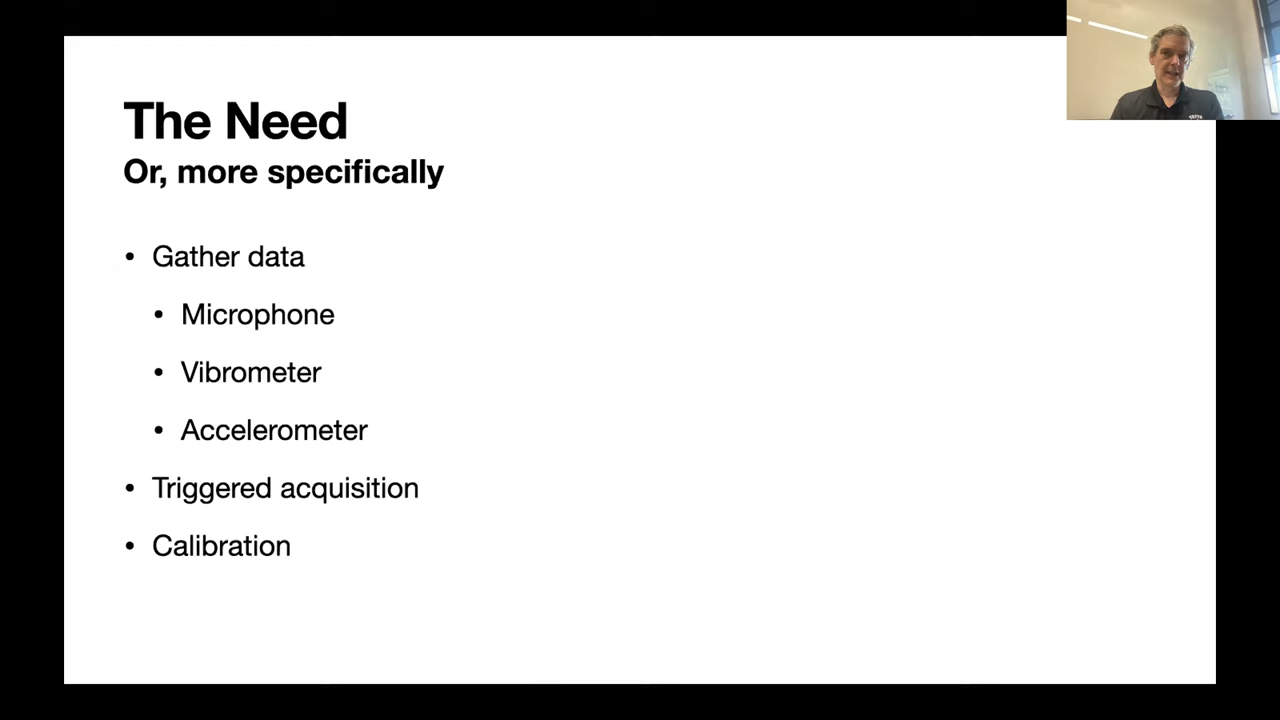 The Need
Or, more specifically
• Gather data
• Microphone
• Vibrometer
• Accelerometer
• Triggered acquisition
• Calibration